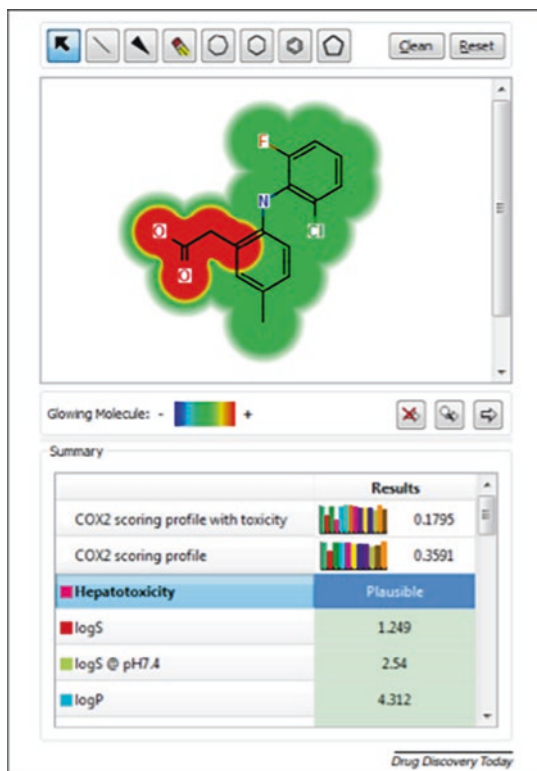 Clean Reset
F
N
O
Cl
O
Glowing Molecule: - +
Summary
Results
COX2 scoring profile with toxicity 0.1795
COX2 scoring profile 0.3591
Hepatotoxicity Plausible
logS 1.249
logS @ pH7.4 2.54
logP 4.312
Drug Discovery Today